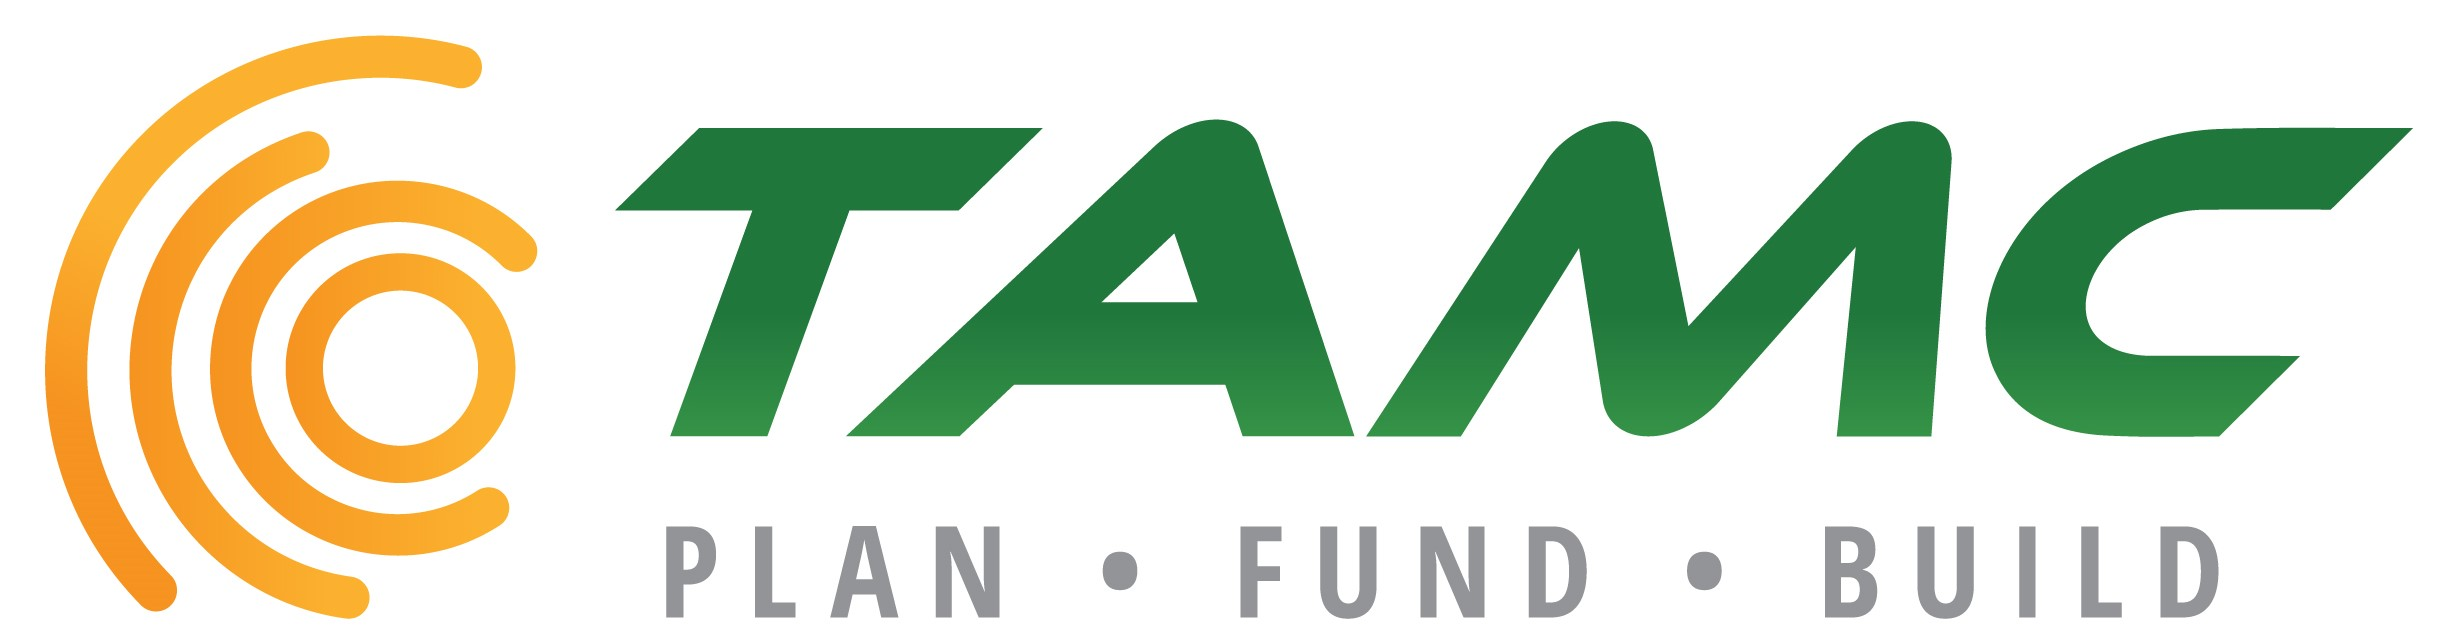 TAMC
PLAN • FUND • BUILD